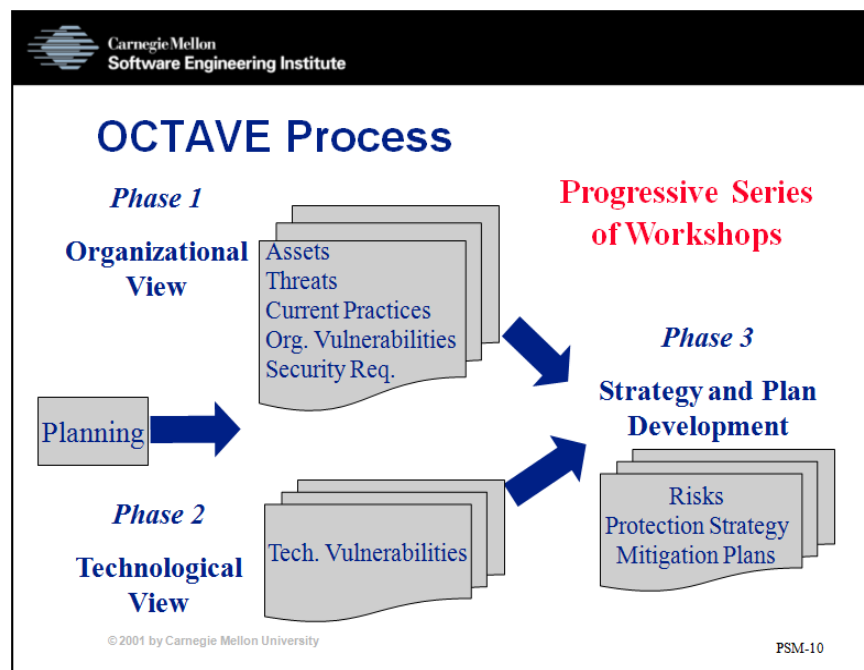 Carnegie Mellon
Software Engineering Institute
OCTAVE Process
Phase 1
Organizational
View
Assets
Threats
Current Practices
Org. Vulnerabilities
Security Req.
Progressive Series
of Workshops
Planning
Phase 2
Technological
View
Tech. Vulnerabilities
Phase 3
Strategy and Plan
Development
Risks
Protection Strategy
Mitigation Plans
© 2001 by Carnegie Mellon University
PSM-10